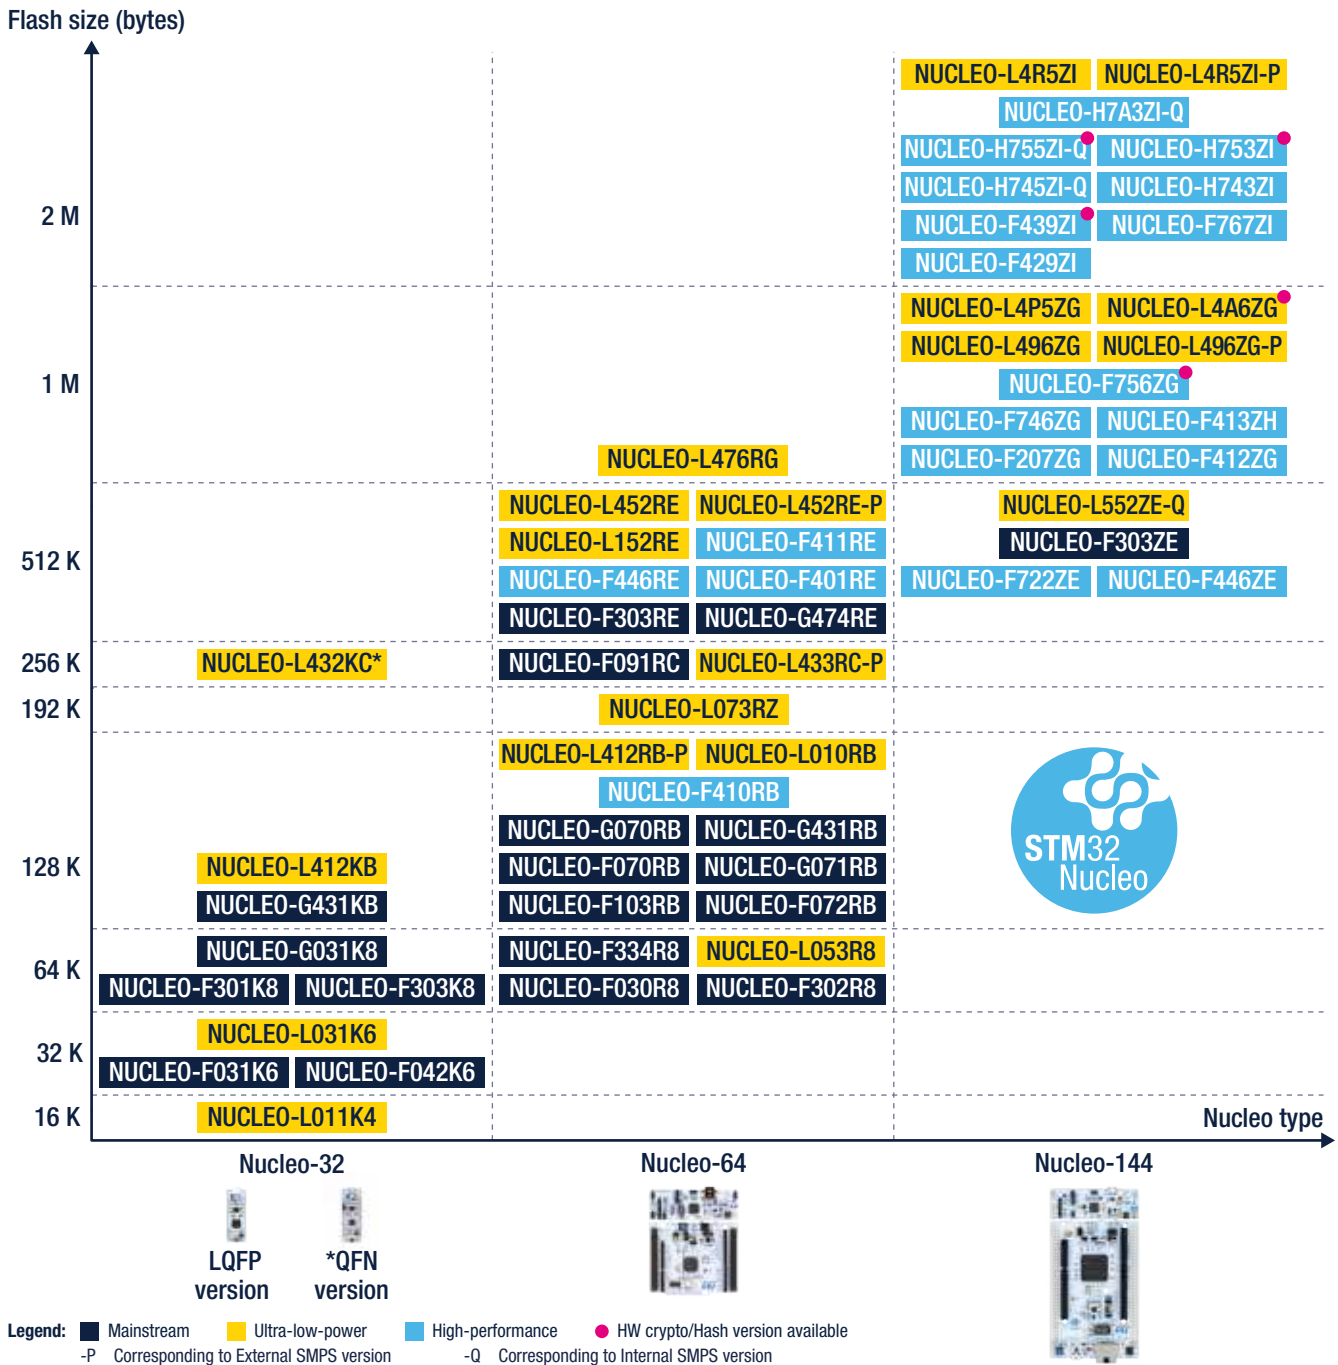 Flash size (bytes)
NUCLEO-L4R5ZI NUCLEO-L4R5ZI-P
NUCLEO-H7A3ZI-Q
NUCLEO-H755ZI-Q NUCLEO-H753ZI
NUCLEO-H745ZI-Q NUCLEO-H743ZI
2 M
NUCLEO-F439ZI NUCLEO-F767ZI
NUCLEO-F429ZI
NUCLEO-L4P5ZG NUCLEO-L4A6ZG
NUCLEO-L496ZG NUCLEO-L496ZG-P
1 M NUCLEO-F756ZG
NUCLEO-F746ZG NUCLEO-F413ZH
NUCLEO-L476RG NUCLEO-F207ZG NUCLEO-F412ZG
NUCLEO-L452RE NUCLEO-L452RE-P NUCLEO-L552ZE-Q
NUCLEO-L152RE NUCLEO-F411RE NUCLEO-F303ZE
512 K
NUCLEO-F446RE NUCLEO-F401RE NUCLEO-F722ZE NUCLEO-F446ZE
NUCLEO-F303RE NUCLEO-G474RE
256 K NUCLEO-L432KC* NUCLEO-F091RC NUCLEO-L433RC-P
192 K NUCLEO-L073RZ
NUCLEO-L412RB-P NUCLEO-L010RB
NUCLEO-F410RB
NUCLEO-G070RB NUCLEO-G431RB
128 K NUCLEO-L412KB NUCLEO-F070RB NUCLEO-G071RB
NUCLEO-G431KB NUCLEO-F103RB NUCLEO-F072RB
STM32
Nucleo
NUCLEO-G031K8 NUCLEO-F334R8 NUCLEO-L053R8
64 K
NUCLEO-F301K8 NUCLEO-F303K8 NUCLEO-F030R8 NUCLEO-F302R8
NUCLEO-L031K6
32 K
NUCLEO-F031K6 NUCLEO-F042K6
16 K NUCLEO-L011K4 Nucleo type
Nucleo-32 Nucleo-64 Nucleo-144
LQFP
version
*QFN
version
Legend: Mainstream Ultra-low-power High-performance HW crypto/Hash version available
-P Corresponding to External SMPS version -Q Corresponding to Internal SMPS version